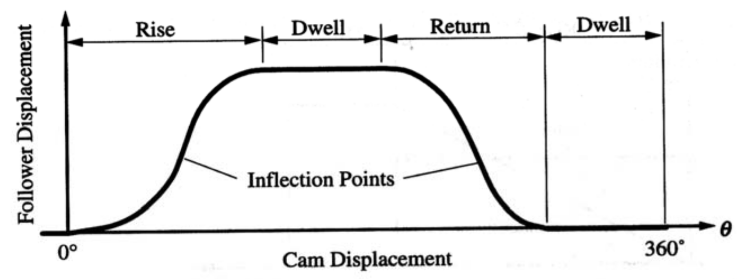 Rise
Dwell
Return
Dwell
Follower Displacement
Inflection Points
θ
0°
360°
Cam Displacement